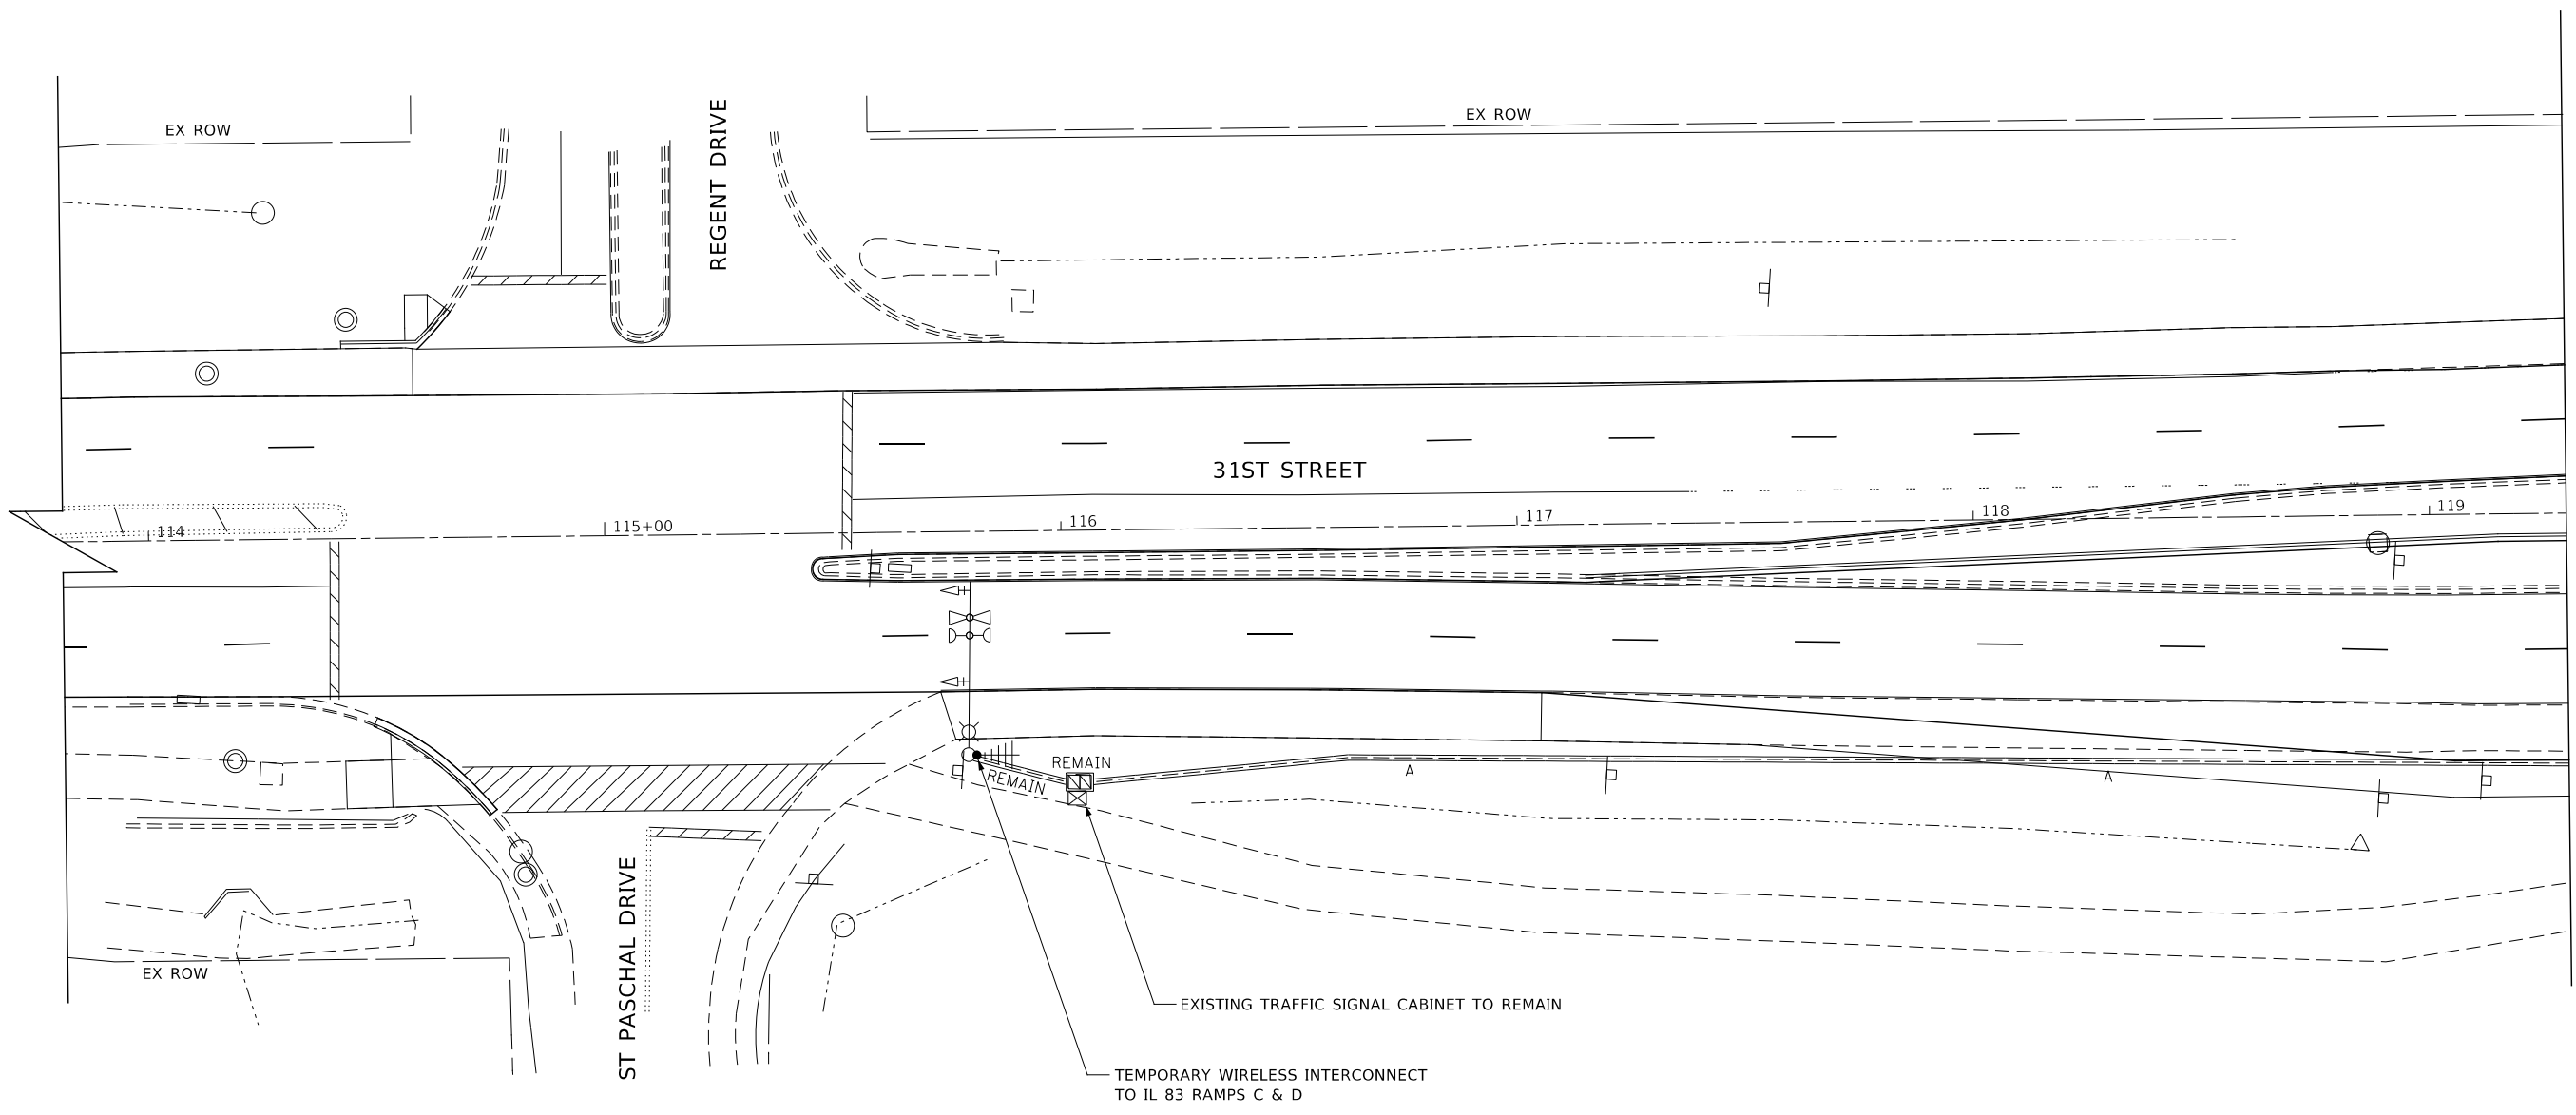 EX ROW
EX ROW
REGENT DRIVE
31ST STREET
114
115+00
116
117
118
119
REMAIN
REMAIN
A
A
ST PASCHAL DRIVE
EX ROW
EXISTING TRAFFIC SIGNAL CABINET TO REMAIN
TEMPORARY WIRELESS INTERCONNECT
TO IL 83 RAMPS C & D